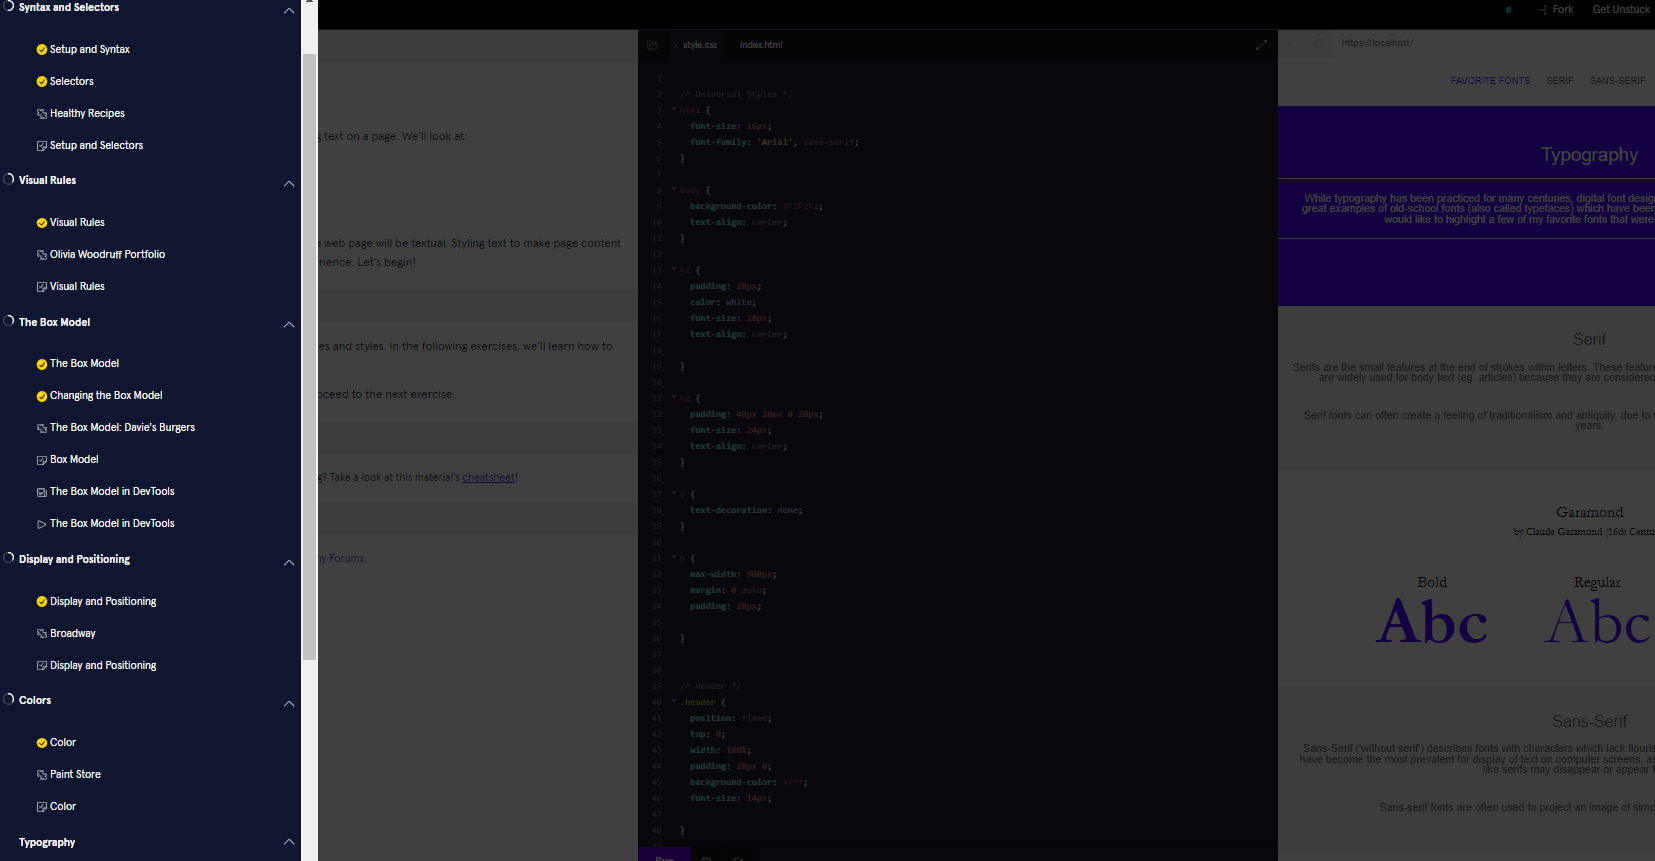 Syntax and Selectors
Setup and Syntax
Selectors
Healthy Recipes
Setup and Selectors
Visual Rules
Visual Rules
Olivia Woodruff Portfolio
Visual Rules
The Box Model
The Box Model
Changing the Box Model
The Box Model: Davie's Burgers
Box Model
The Box Model in DevTools
The Box Model in DevTools
Display and Positioning
Display and Positioning
Broadway
Display and Positioning
Colors
Color
Paint Store
Color
Typography
text on a page. We'll look at:
a web page will be textual. Styling text to make page content
rience. Let's begin!
es and styles. In the following exercises, we'll learn how to
oceed to the next exercise.
g? Take a look at this material's cheatsheet!
ny Forums.
style.css index.html
1
2 /* Universal Styles */
3 html {
4 font-size: 16px;
5 font-family: 'Arial', sans-serif;
6 }
7
8 body {
9 background-color: #F2F2F2;
10 text-align: center;
11 }
12
13 h1 {
14 padding: 20px;
15 color: white;
16 font-size: 28px;
17 text-align: center;
18
19 }
20
21 h2 {
22 padding: 40px 20px 0 20px;
23 font-size: 24px;
24 text-align: center;
25 }
26
27 a {
28 text-decoration: none;
29 }
30
31 p {
32 max-width: 900px;
33 margin: 0 auto;
34 padding: 20px;
35
36 }
37
38
39 /* Header */
40 .header {
41 position: fixed;
42 top: 0;
43 width: 100%;
44 padding: 20px 0;
45 background-color: #fff;
46 font-size: 14px;
47
48 }
Run
Fork Get Unstuck
https://localhost/
FAVORITE FONTS SERIF SANS-SERIF
Typography
While typography has been practiced for many centuries, digital font desig
great examples of old-school fonts (also called typefaces) which have been
would like to highlight a few of my favorite fonts that were
Serif
Serifs are the small features at the end of strokes within letters. These featur
are widely used for body text (eg. articles) because they are considered
Serif fonts can often create a feeling of traditionalism and antiquity, due to t
years.
Garamond
by Claude Garamond (16th Centu
Bold Regular
Abc Abc
Sans-Serif
Sans-Serif ('without serif') describes fonts with characters which lack flouris
have become the most prevalent for display of text on computer screens, as
like serifs may disappear or appear t
Sans-serif fonts are often used to project an image of simp